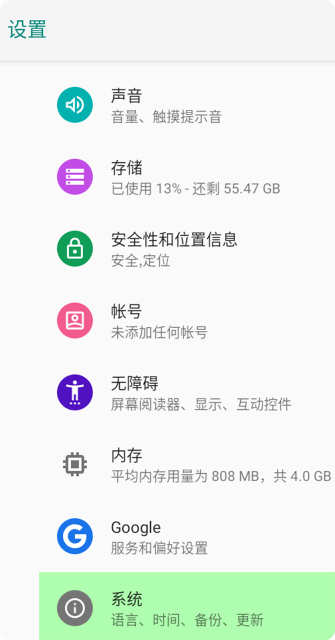 设置
声音
音量、触摸提示音
存储
已使用 13% - 还剩 55.47 GB
安全性和位置信息
安全,定位
帐号
未添加任何帐号
无障碍
屏幕阅读器、显示、互动控件
内存
平均内存用量为 808 MB，共 4.0 GB
Google
服务和偏好设置
系统
语言、时间、备份、更新